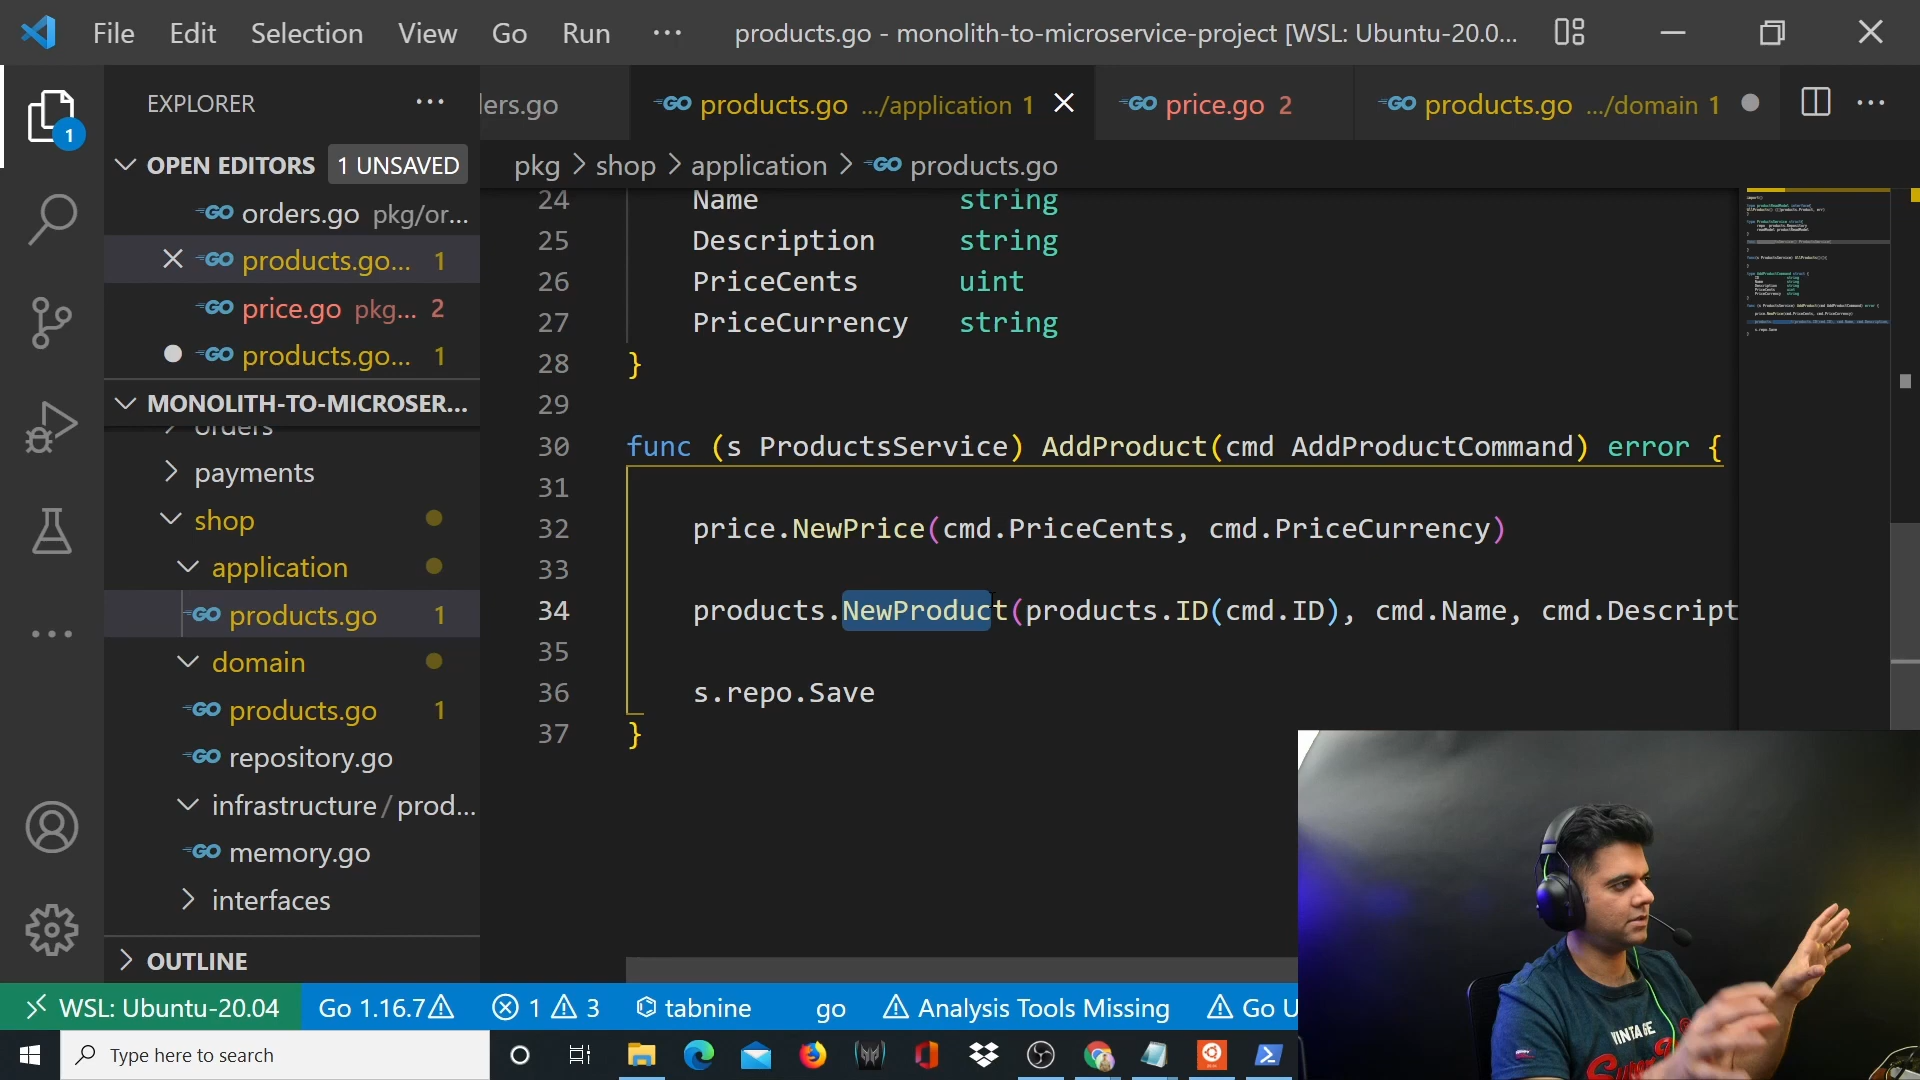 File Edit Selection View Go Run ··· products.go - monolith-to-microservice-project [WSL: Ubuntu-20.0...
EXPLORER ···
lers.go products.go .../application 1 price.go 2 products.go .../domain 1 ···
OPEN EDITORS 1 UNSAVED
pkg > shop > application > products.go
orders.go pkg/or...
products.go... 1
price.go pkg... 2
products.go... 1
MONOLITH-TO-MICROSER...
orders
payments
shop
application
products.go 1
domain
products.go 1
repository.go
infrastructure / prod...
memory.go
interfaces
OUTLINE
1
24 Name string
25 Description string
26 PriceCents uint
27 PriceCurrency string
28 }
29
30 func (s ProductsService) AddProduct(cmd AddProductCommand) error {
31
32 price.NewPrice(cmd.PriceCents, cmd.PriceCurrency)
33
34 products.NewProduct(products.ID(cmd.ID), cmd.Name, cmd.Descript
35
36 s.repo.Save
37 }
WSL: Ubuntu-20.04 Go 1.16.7 1 3 tabnine go Analysis Tools Missing Go U
Type here to search
VINTAGE